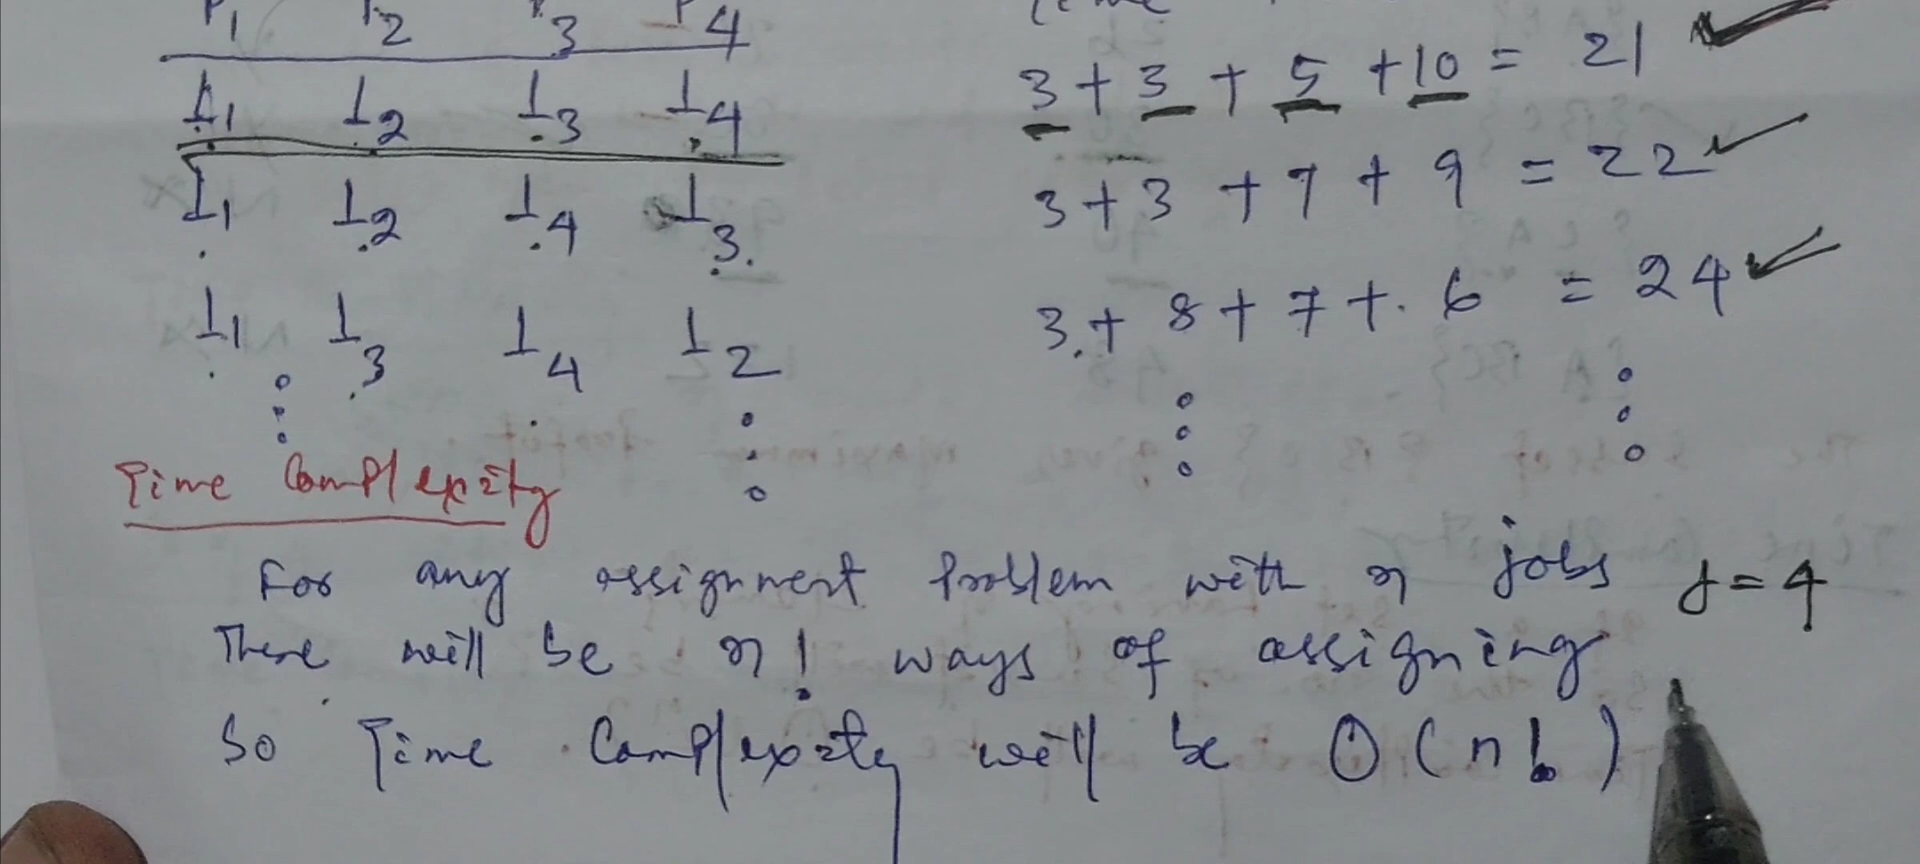 P1 P2 P3 P4 Time
J1 J2 J3 J4 3 + 3 + 5 + 10 = 21
J1 J2 J4 J3 3 + 3 + 7 + 9 = 22
J1 J3 J4 J2 3 + 8 + 7 + 6 = 24
Time Complexity
For any assignment problem with n jobs J = 4
There will be n! ways of assigning
So Time Complexity will be O(n!)